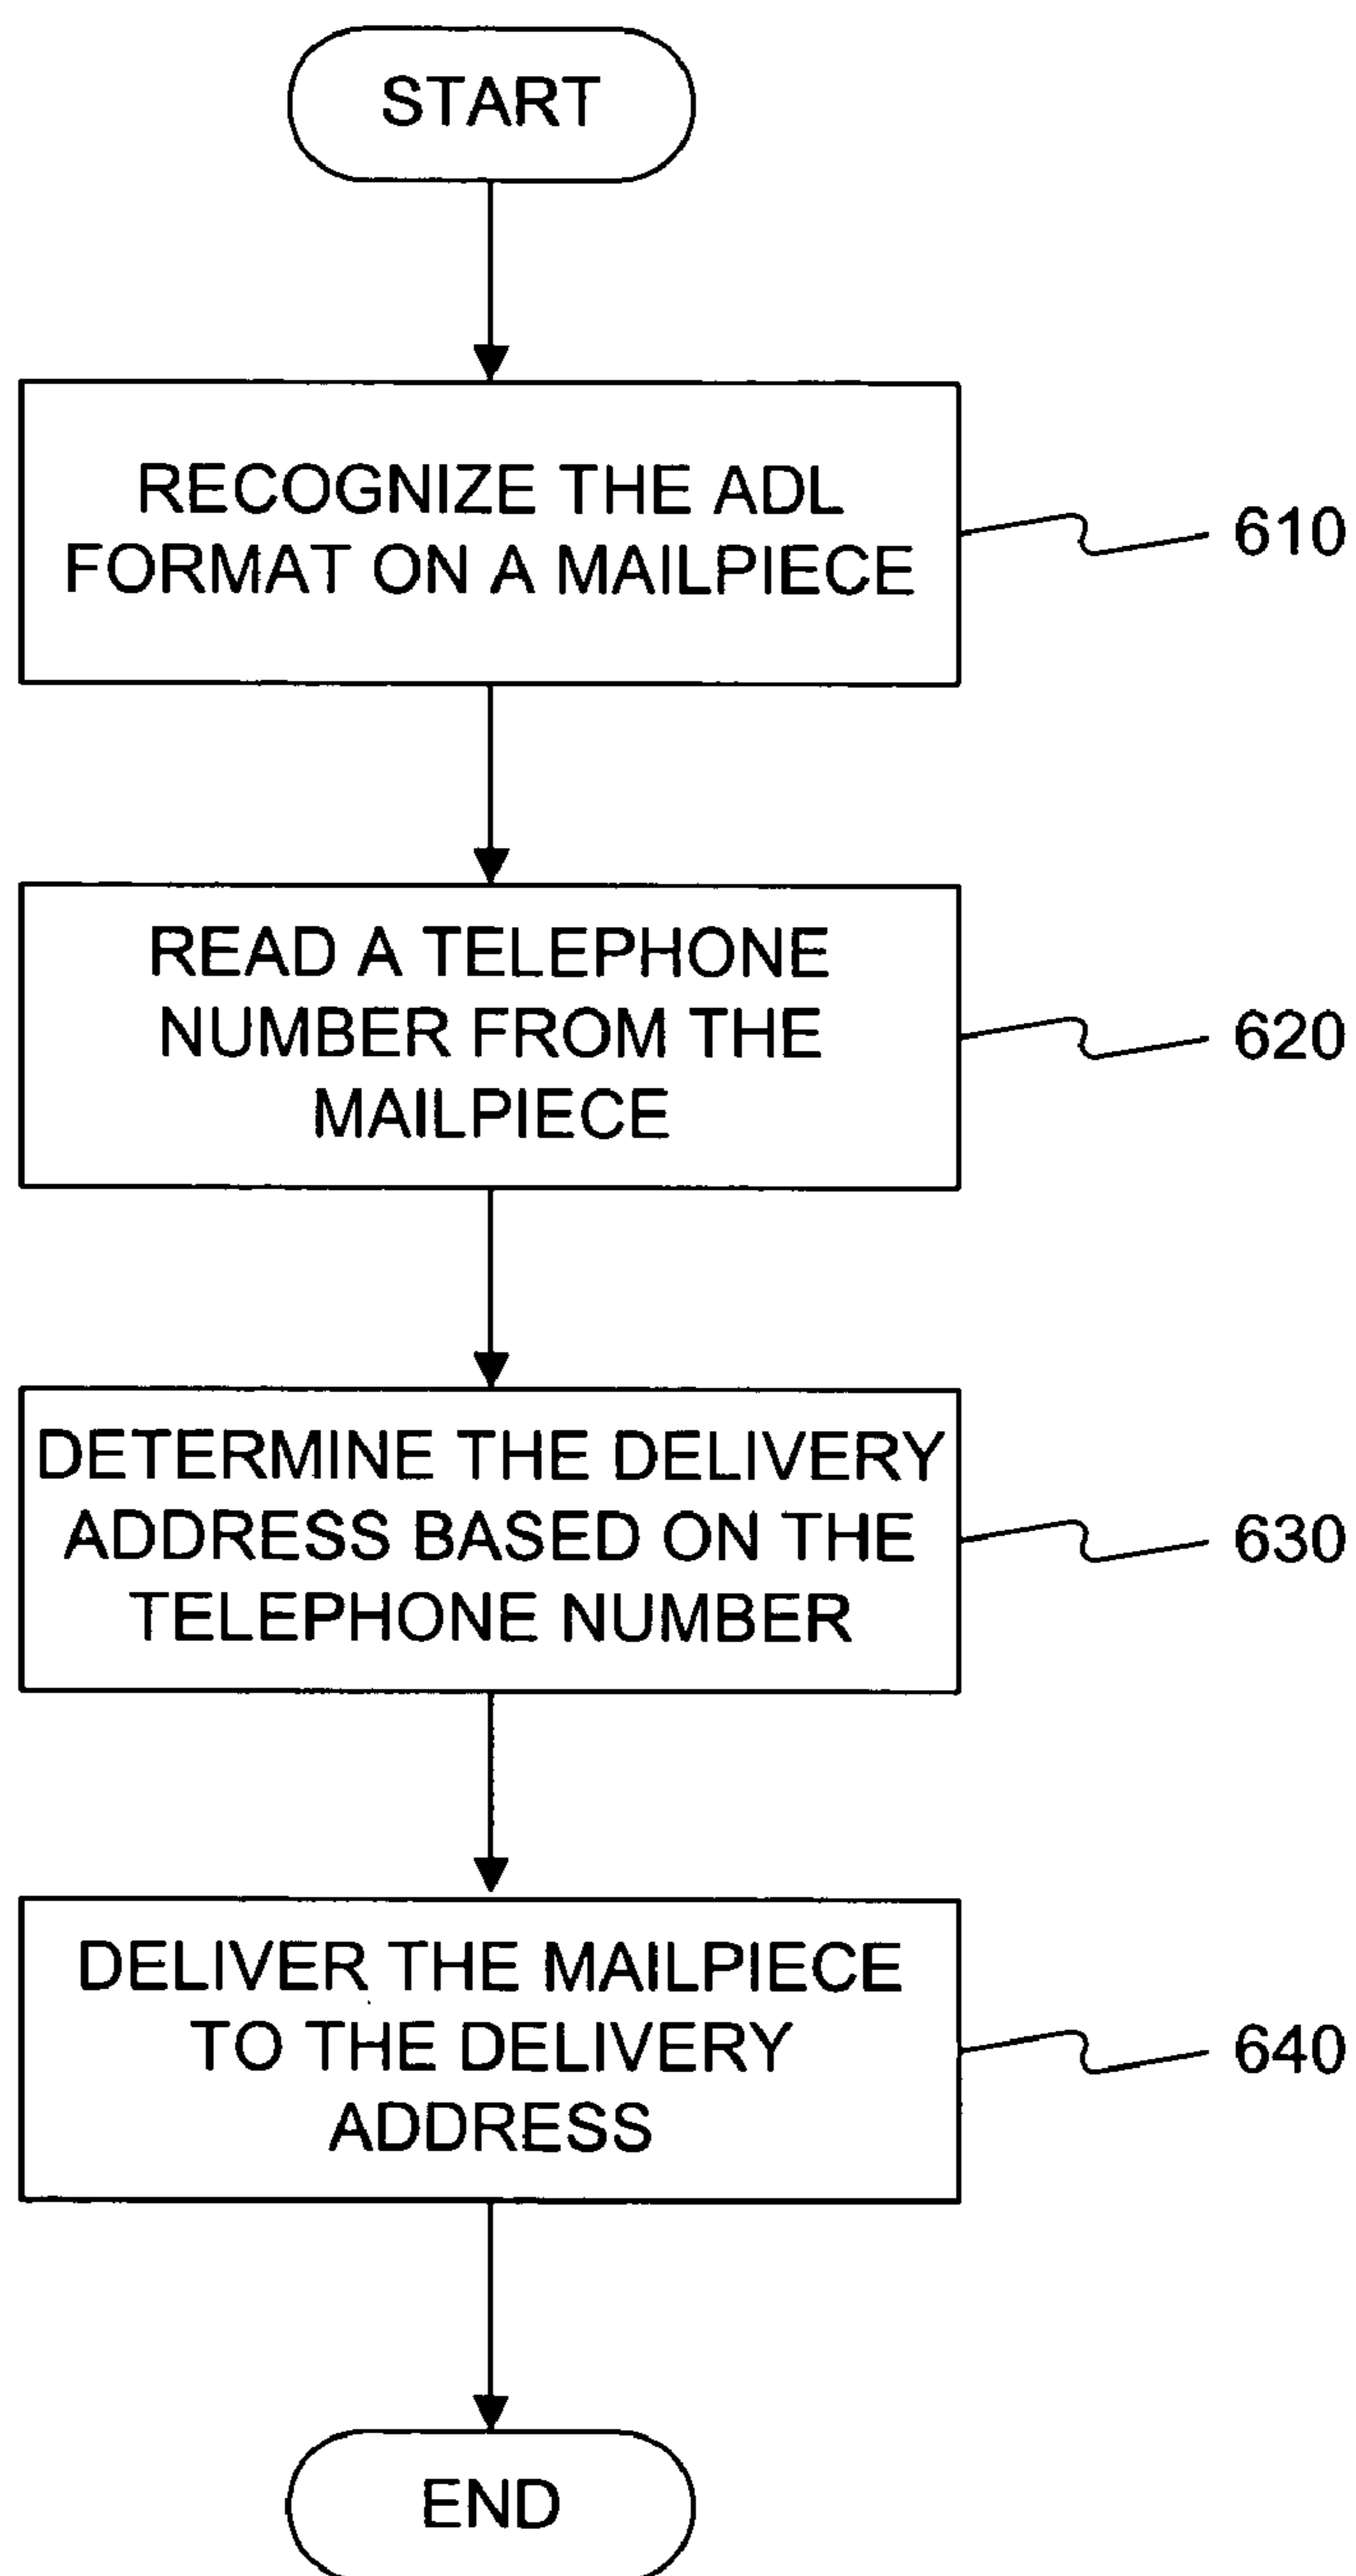 START
RECOGNIZE THE ADL
FORMAT ON A MAILPIECE
610
READ A TELEPHONE
NUMBER FROM THE
MAILPIECE
620
DETERMINE THE DELIVERY
ADDRESS BASED ON THE
TELEPHONE NUMBER
630
DELIVER THE MAILPIECE
TO THE DELIVERY
ADDRESS
640
END